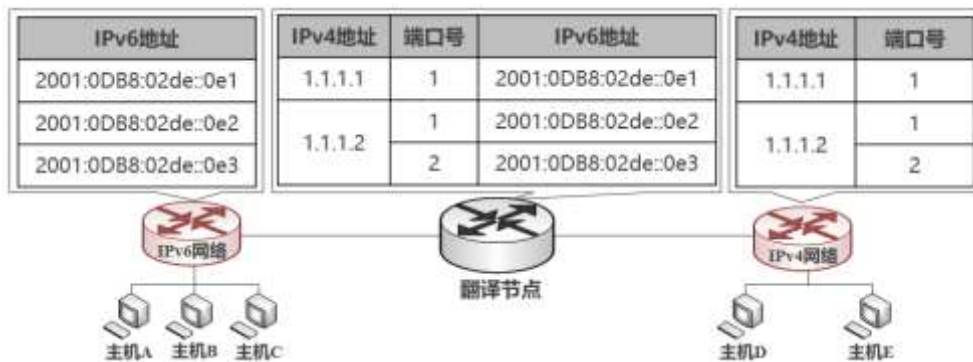 IPv6地址
2001:0DB8:02de::0e1
2001:0DB8:02de::0e2
2001:0DB8:02de::0e3
IPv4地址 端口号 IPv6地址
1.1.1.1 1 2001:0DB8:02de::0e1
1.1.1.2 1 2001:0DB8:02de::0e2
2 2001:0DB8:02de::0e3
IPv4地址 端口号
1.1.1.1 1
1.1.1.2 1
2
IPv6网络
翻译节点
IPv4网络
主机A 主机B 主机C
主机D 主机E